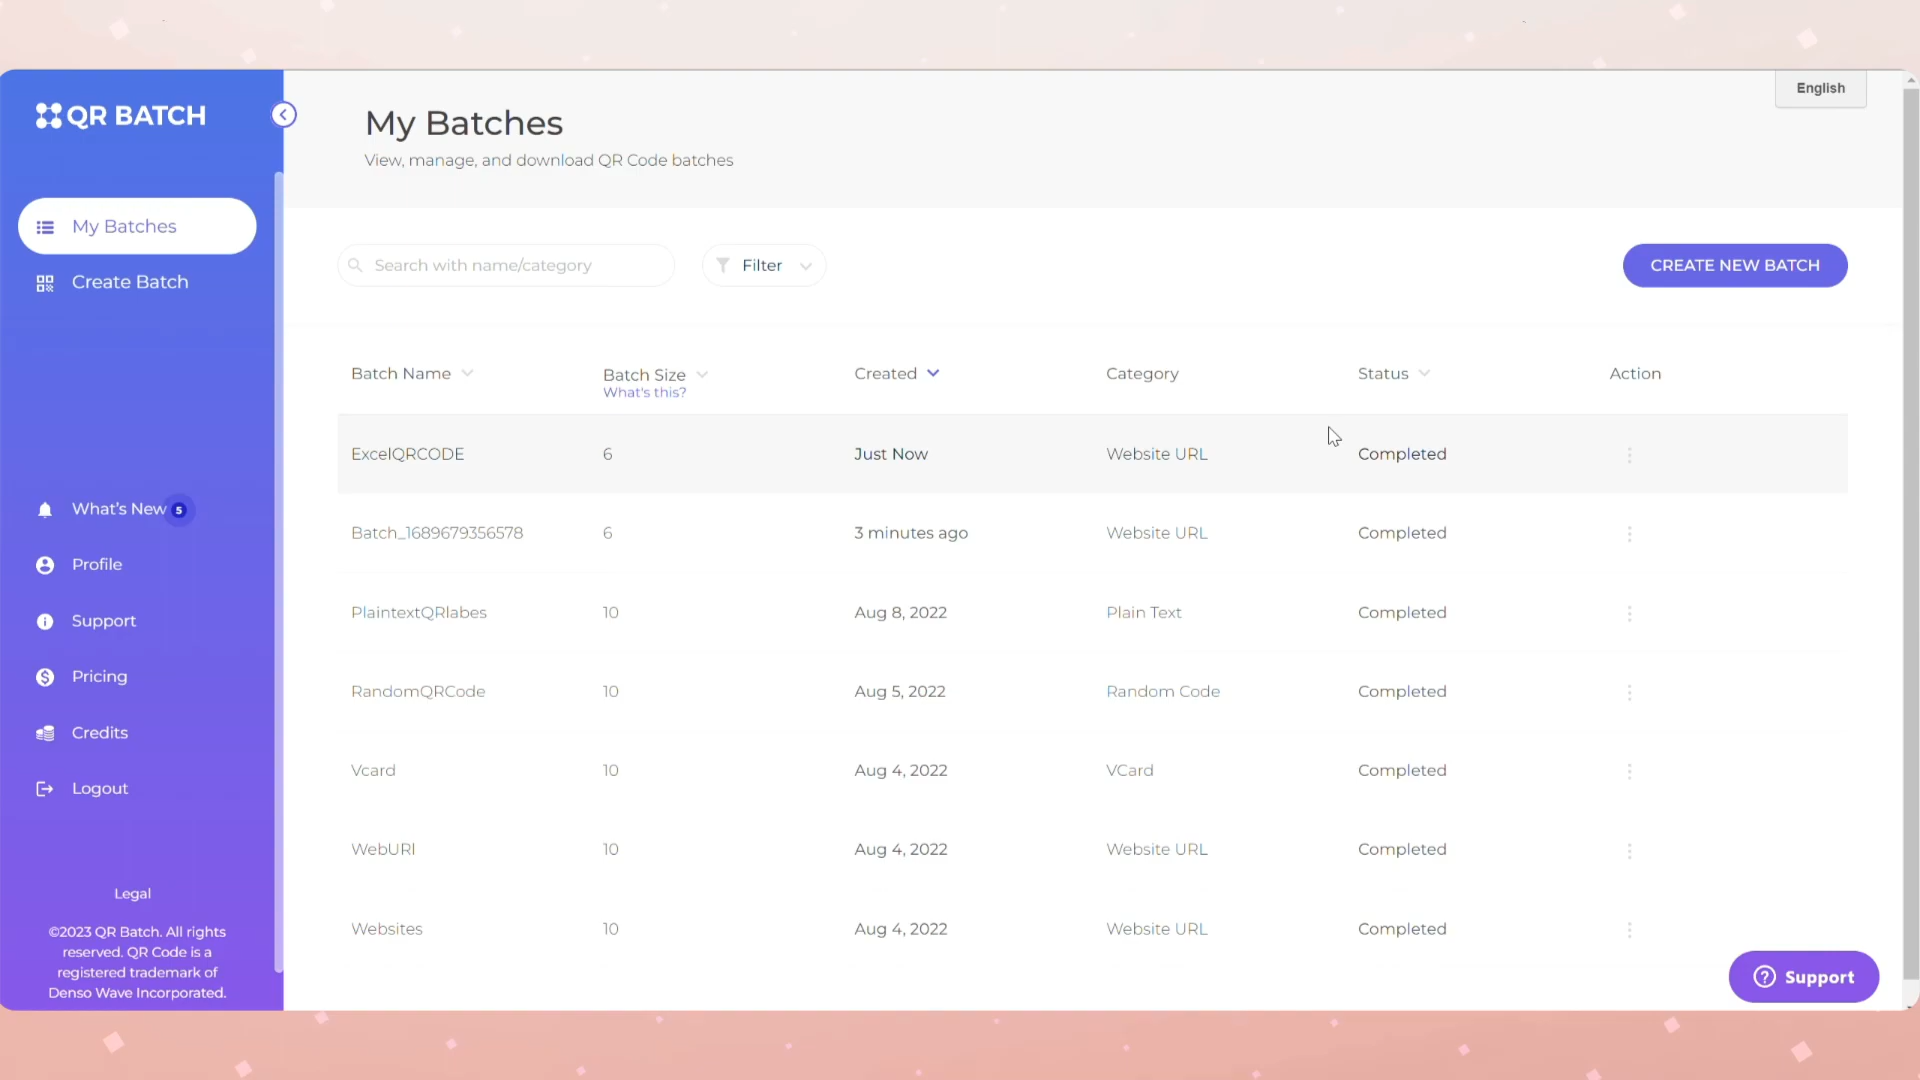 QR BATCH
My Batches
Create Batch
What's New 5
Profile
Support
Pricing
Credits
Logout
Legal
©2023 QR Batch. All rights
reserved. QR Code is a
registered trademark of
Denso Wave Incorporated.
English
My Batches
View, manage, and download QR Code batches
Search with name/category
Filter
CREATE NEW BATCH
Batch Name Batch Size Created Category Status Action
What's this?
ExcelQRCODE 6 Just Now Website URL Completed
Batch_1689679356578 6 3 minutes ago Website URL Completed
PlaintextQRlabes 10 Aug 8, 2022 Plain Text Completed
RandomQRCode 10 Aug 5, 2022 Random Code Completed
Vcard 10 Aug 4, 2022 VCard Completed
WebURl 10 Aug 4, 2022 Website URL Completed
Websites 10 Aug 4, 2022 Website URL Completed
Support